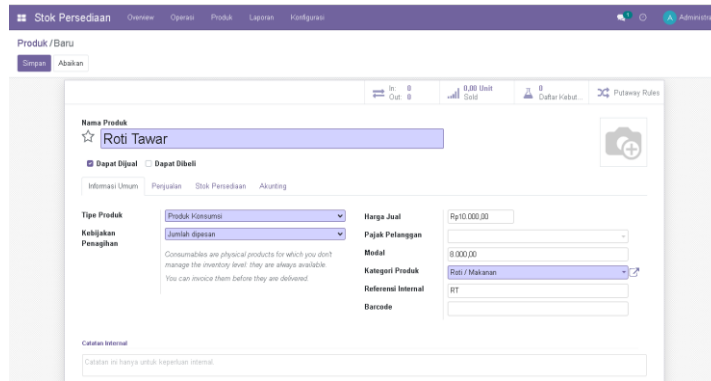 Stok Persediaan Overview Operasi Produk Laporan Konfigurasi 1 A Administra
Produk / Baru
Simpan Abaikan
In: 0
Out: 0
0,00 Unit
Sold
0
Daftar Kebut...
Putaway Rules
Nama Produk
Roti Tawar
Dapat Dijual Dapat Dibeli
Informasi Umum Penjualan Stok Persediaan Akunting
Tipe Produk Produk Konsumsi
Kebijakan Penagihan Jumlah dipesan
Consumables are physical products for which you don't
manage the inventory level: they are always available.
You can invoice them before they are delivered.
Harga Jual Rp10.000,00
Pajak Pelanggan
Modal 8.000,00
Kategori Produk Roti / Makanan
Referensi Internal RT
Barcode
Catatan Internal
Catatan ini hanya untuk keperluan internal.